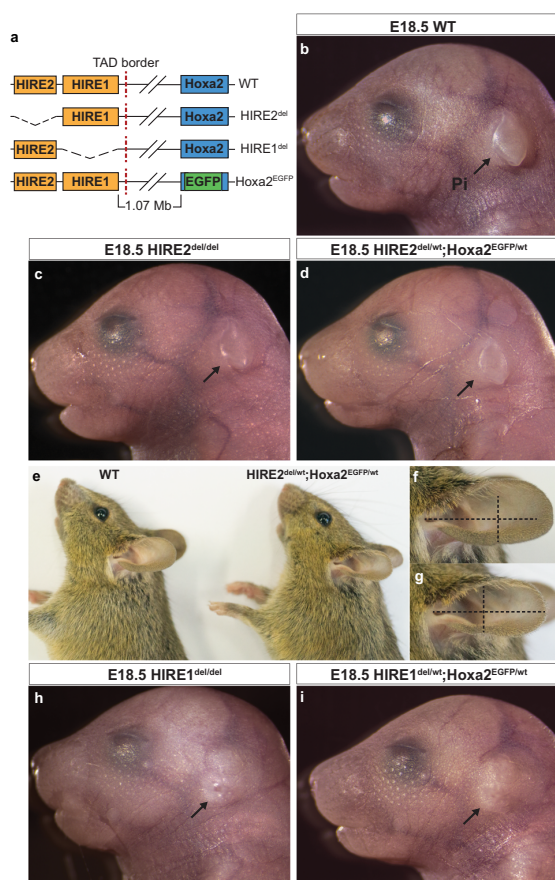 a
TAD border
HIRE2 HIRE1 Hoxa2 WT
HIRE1 Hoxa2 HIRE2del
HIRE2 Hoxa2 HIRE1del
HIRE2 HIRE1 EGFP Hoxa2EGFP
1.07 Mb
E18.5 WT
b
Pi
E18.5 HIRE2del/del
c
E18.5 HIRE2del/wt;Hoxa2EGFP/wt
d
e
WT
HIRE2del/wt;Hoxa2EGFP/wt
f
g
E18.5 HIRE1del/del
h
E18.5 HIRE1del/wt;Hoxa2EGFP/wt
i